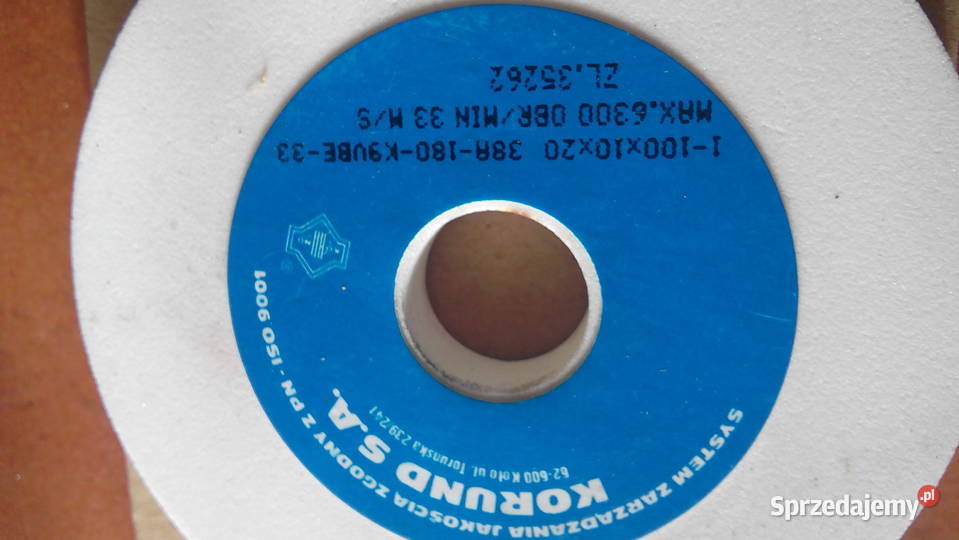 SYSTEM ZARZĄDZANIA JAKOŚCIĄ ZGODNY Z PN - ISO 9001
KORUND S.A.
62-600 Koło ul. Toruńska 239/241
®
1-100x10x20 38A-180-K9VBE-33
MAX.6300 OBR/MIN 33 M/S
ZL.35262
Sprzedajemy.pl